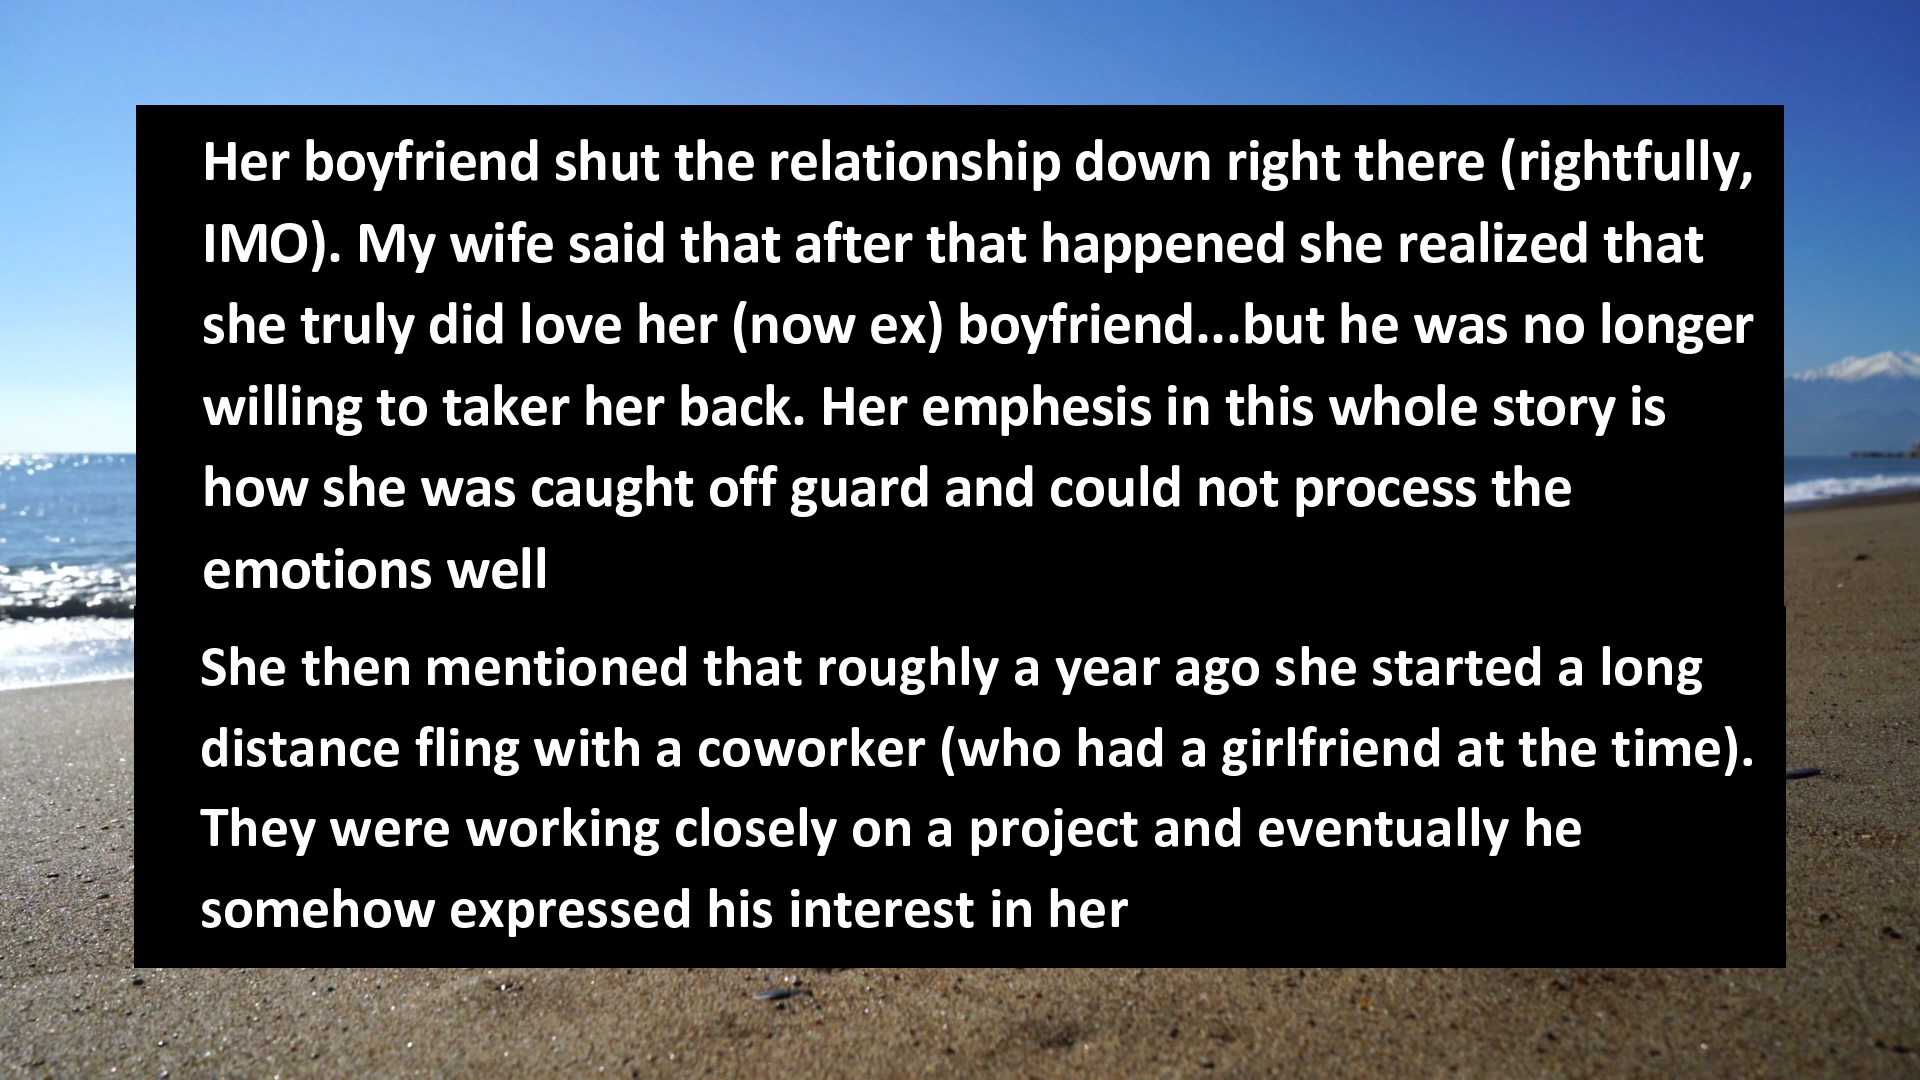 Her boyfriend shut the relationship down right there (rightfully,
IMO). My wife said that after that happened she realized that
she truly did love her (now ex) boyfriend...but he was no longer
willing to taker her back. Her emphesis in this whole story is
how she was caught off guard and could not process the
emotions well
She then mentioned that roughly a year ago she started a long
distance fling with a coworker (who had a girlfriend at the time).
They were working closely on a project and eventually he
somehow expressed his interest in her